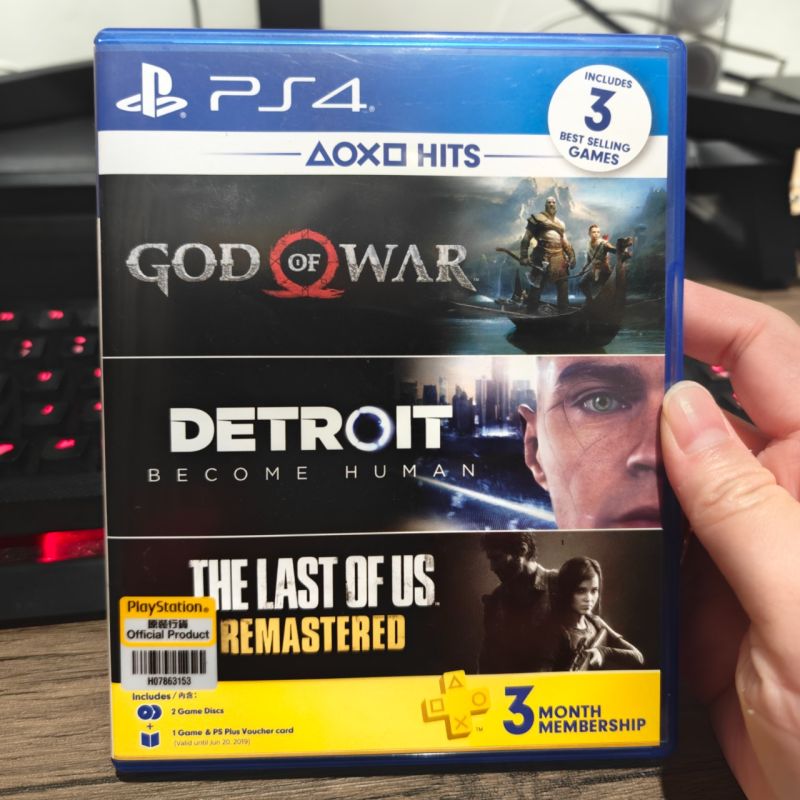 PS4
INCLUDES
3
BEST SELLING
GAMES
HITS
GOD OF WAR
DETROIT
BECOME HUMAN
THE LAST OF US
REMASTERED
PlayStation®
原裝行貨
Official Product
H07863153
Includes / 內含:
2 Game Discs
+
1 Game & PS Plus Voucher card
(Valid until Jun 20, 2019)
3 MONTH
MEMBERSHIP